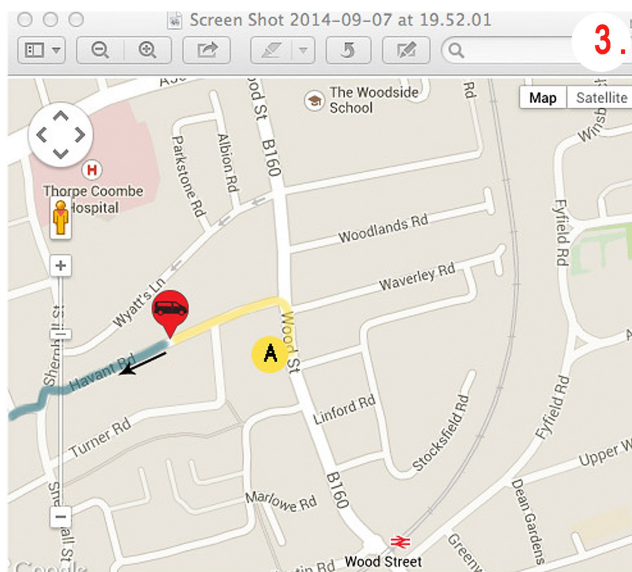 Screen Shot 2014-09-07 at 19.52.01
3.
Map
Satellite
The Woodside
School
Rd
B160
Albion Rd
Parkstone Rd
H
Thorpe Coombe
Hospital
Woodlands Rd
Fyfield Rd
Waverley Rd
Wyatt's Ln
Wood St
A
Havant Rd
Linford Rd
Stocksfield Rd
Fyfield Rd
Turner Rd
Marlowe Rd
B160
Upper W
Dean Gardens
Wood Street
Google